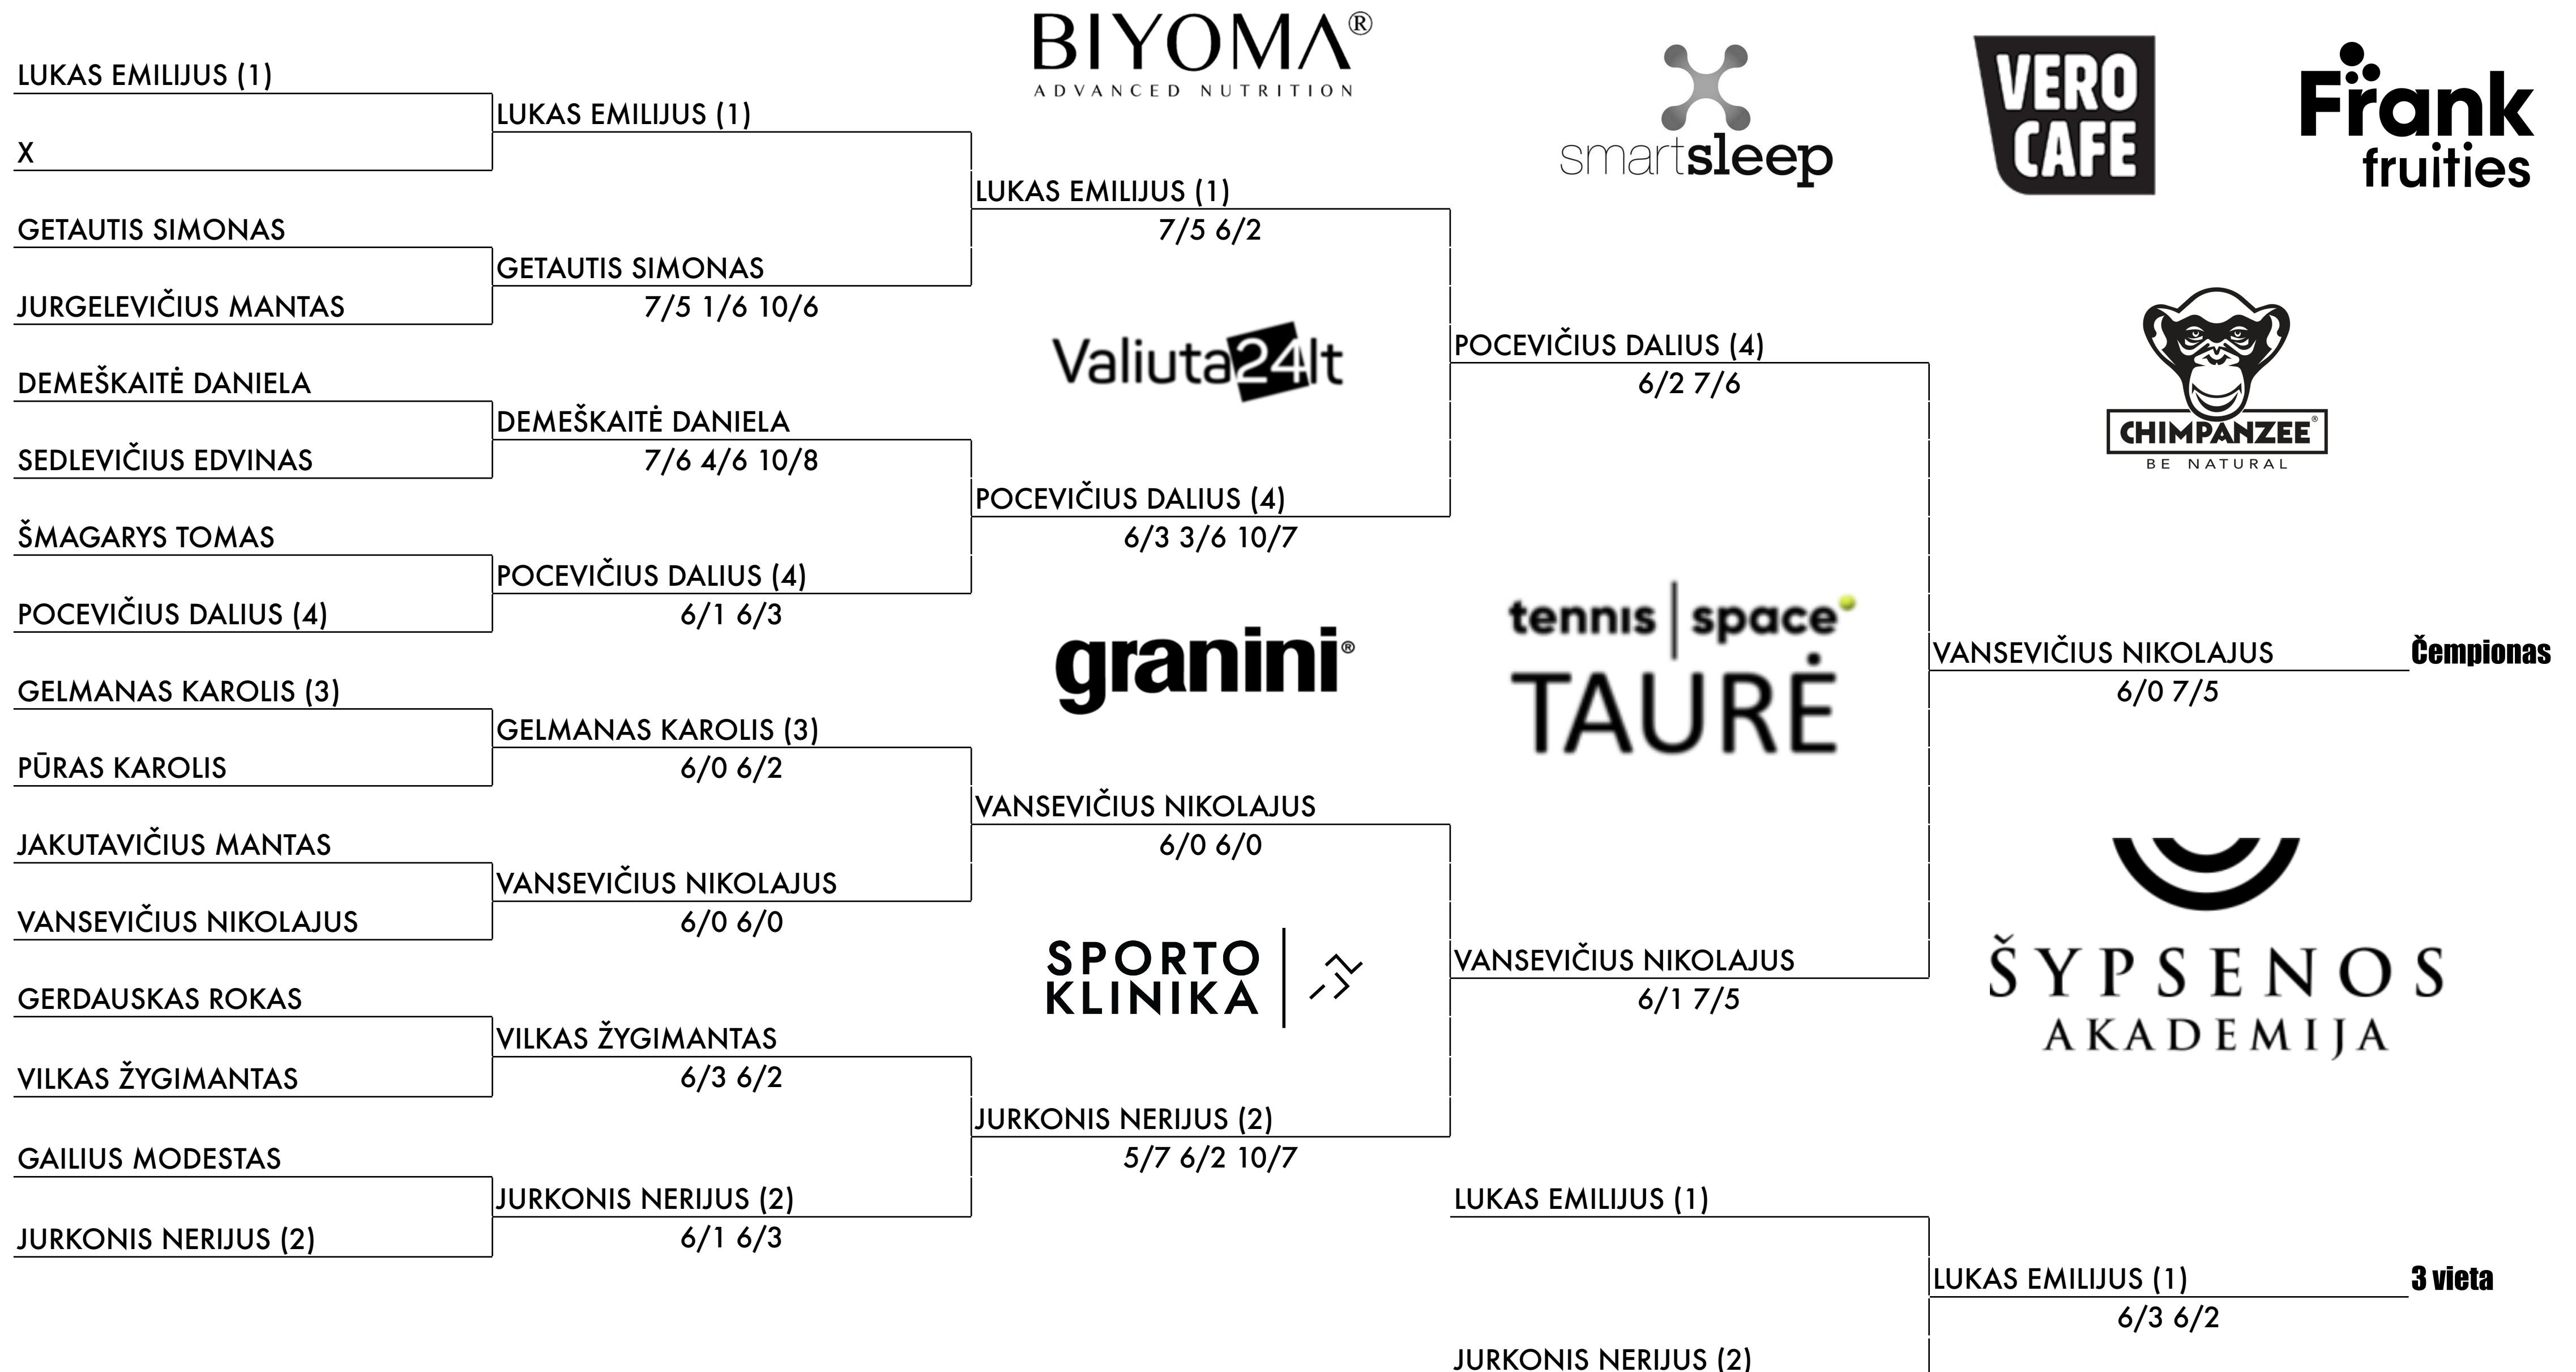 BIYOMA®
ADVANCED NUTRITION
smartsleep
VERO
CAFE
Frank
fruities
LUKAS EMILIJUS (1)
X
GETAUTIS SIMONAS
JURGELEVIČIUS MANTAS
DEMEŠKAITĖ DANIELA
SEDLEVIČIUS EDVINAS
ŠMAGARYS TOMAS
POCEVIČIUS DALIUS (4)
GELMANAS KAROLIS (3)
PŪRAS KAROLIS
JAKUTAVIČIUS MANTAS
VANSEVIČIUS NIKOLAJUS
GERDAUSKAS ROKAS
VILKAS ŽYGIMANTAS
GAILIUS MODESTAS
JURKONIS NERIJUS (2)
LUKAS EMILIJUS (1)
GETAUTIS SIMONAS
7/5 1/6 10/6
DEMEŠKAITĖ DANIELA
7/6 4/6 10/8
POCEVIČIUS DALIUS (4)
6/1 6/3
GELMANAS KAROLIS (3)
6/0 6/2
VANSEVIČIUS NIKOLAJUS
6/0 6/0
VILKAS ŽYGIMANTAS
6/3 6/2
JURKONIS NERIJUS (2)
6/1 6/3
LUKAS EMILIJUS (1)
7/5 6/2
Valiuta24lt
POCEVIČIUS DALIUS (4)
6/3 3/6 10/7
granini®
VANSEVIČIUS NIKOLAJUS
6/0 6/0
SPORTO
KLINIKA
JURKONIS NERIJUS (2)
5/7 6/2 10/7
POCEVIČIUS DALIUS (4)
6/2 7/6
tennis | space
TAURĖ
VANSEVIČIUS NIKOLAJUS
6/1 7/5
LUKAS EMILIJUS (1)
JURKONIS NERIJUS (2)
CHIMPANZEE®
BE NATURAL
VANSEVIČIUS NIKOLAJUS Čempionas
6/0 7/5
ŠYPSENOS
AKADEMIJA
LUKAS EMILIJUS (1) 3 vieta
6/3 6/2